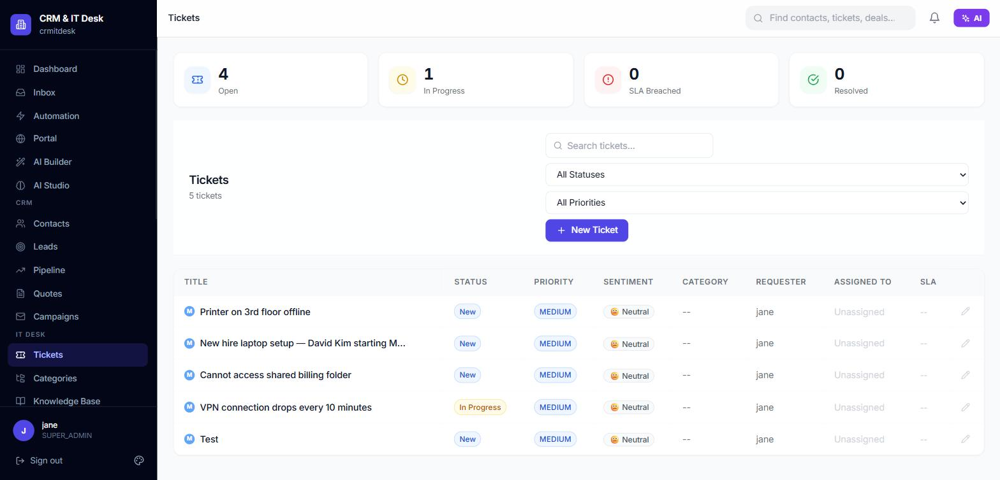 CRM & IT Desk
crmitdesk
Dashboard
Inbox
Automation
Portal
AI Builder
AI Studio
CRM
Contacts
Leads
Pipeline
Quotes
Campaigns
IT DESK
Tickets
Categories
Knowledge Base
J
jane
SUPER_ADMIN
Sign out
Tickets
Find contacts, tickets, deals...
AI
4
Open
1
In Progress
0
SLA Breached
0
Resolved
Tickets
5 tickets
Search tickets...
All Statuses
All Priorities
New Ticket
TITLE STATUS PRIORITY SENTIMENT CATEGORY REQUESTER ASSIGNED TO SLA
M Printer on 3rd floor offline New MEDIUM Neutral -- jane Unassigned --
M New hire laptop setup — David Kim starting M... New MEDIUM Neutral -- jane Unassigned --
M Cannot access shared billing folder New MEDIUM Neutral -- jane Unassigned --
M VPN connection drops every 10 minutes In Progress MEDIUM Neutral -- jane Unassigned --
M Test New MEDIUM Neutral -- jane Unassigned --